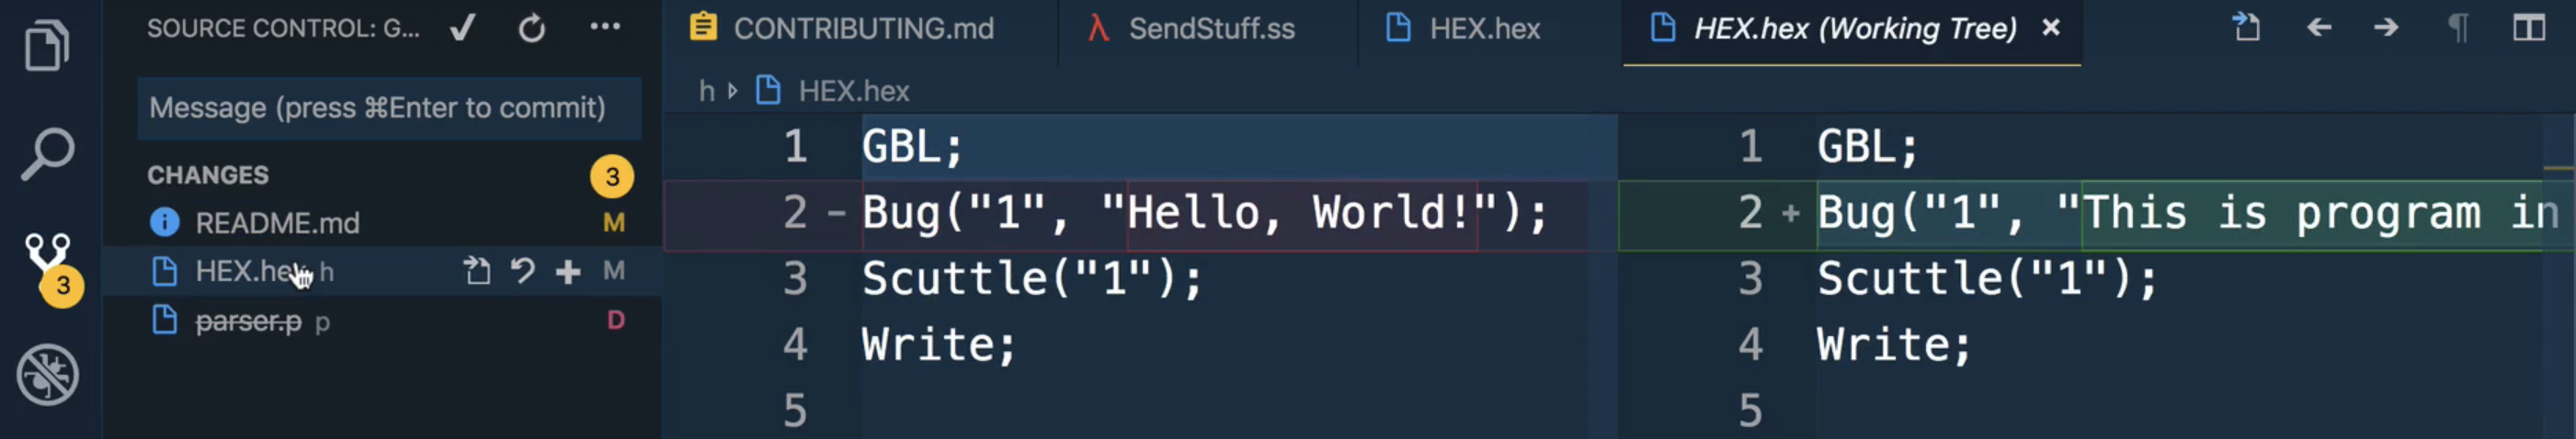 SOURCE CONTROL: G...
Message (press ⌘Enter to commit)
CHANGES
3
README.md M
HEX.hex h M
parser.p p D
3
CONTRIBUTING.md
SendStuff.ss
HEX.hex
HEX.hex (Working Tree)
h HEX.hex
1 GBL;
2 - Bug("1", "Hello, World!");
3 Scuttle("1");
4 Write;
5
1 GBL;
2 + Bug("1", "This is program in
3 Scuttle("1");
4 Write;
5